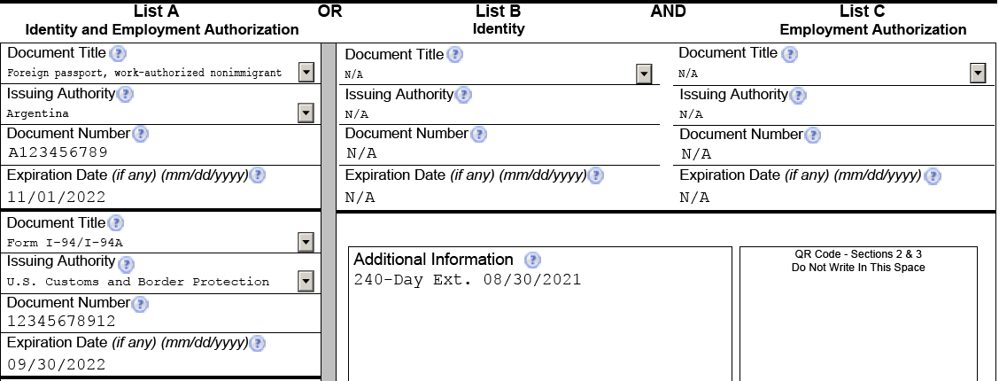 List A OR List B AND List C
Identity and Employment Authorization Identity Employment Authorization
Document Title ?
Foreign passport, work-authorized nonimmigrant
Issuing Authority ?
Argentina
Document Number ?
A123456789
Expiration Date (if any) (mm/dd/yyyy) ?
11/01/2022
Document Title ?
Form I-94/I-94A
Issuing Authority ?
U.S. Customs and Border Protection
Document Number ?
12345678912
Expiration Date (if any) (mm/dd/yyyy) ?
09/30/2022
Document Title ?
N/A
Issuing Authority ?
N/A
Document Number ?
N/A
Expiration Date (if any) (mm/dd/yyyy) ?
N/A
Document Title ?
N/A
Issuing Authority ?
N/A
Document Number ?
N/A
Expiration Date (if any) (mm/dd/yyyy) ?
N/A
Additional Information ?
240-Day Ext. 08/30/2021
QR Code - Sections 2 & 3
Do Not Write In This Space